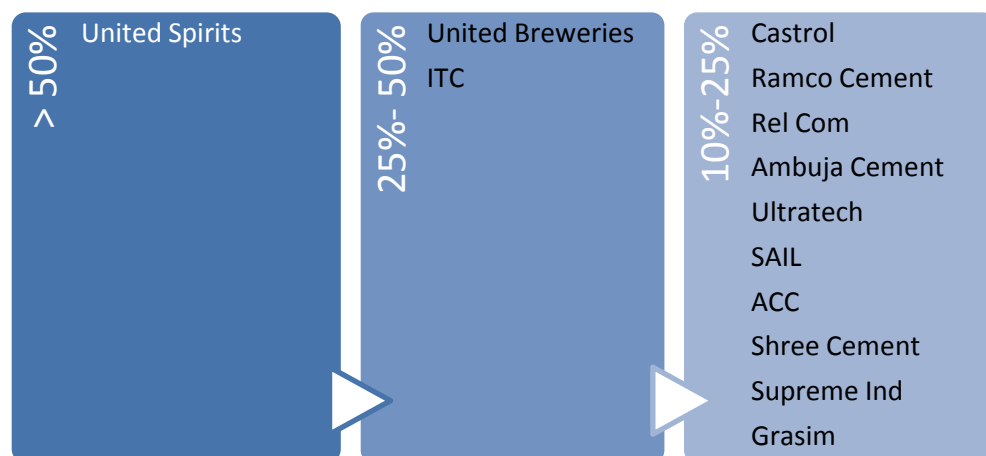 > 50%
United Spirits
25%- 50%
United Breweries
ITC
10%-25%
Castrol
Ramco Cement
Rel Com
Ambuja Cement
Ultratech
SAIL
ACC
Shree Cement
Supreme Ind
Grasim